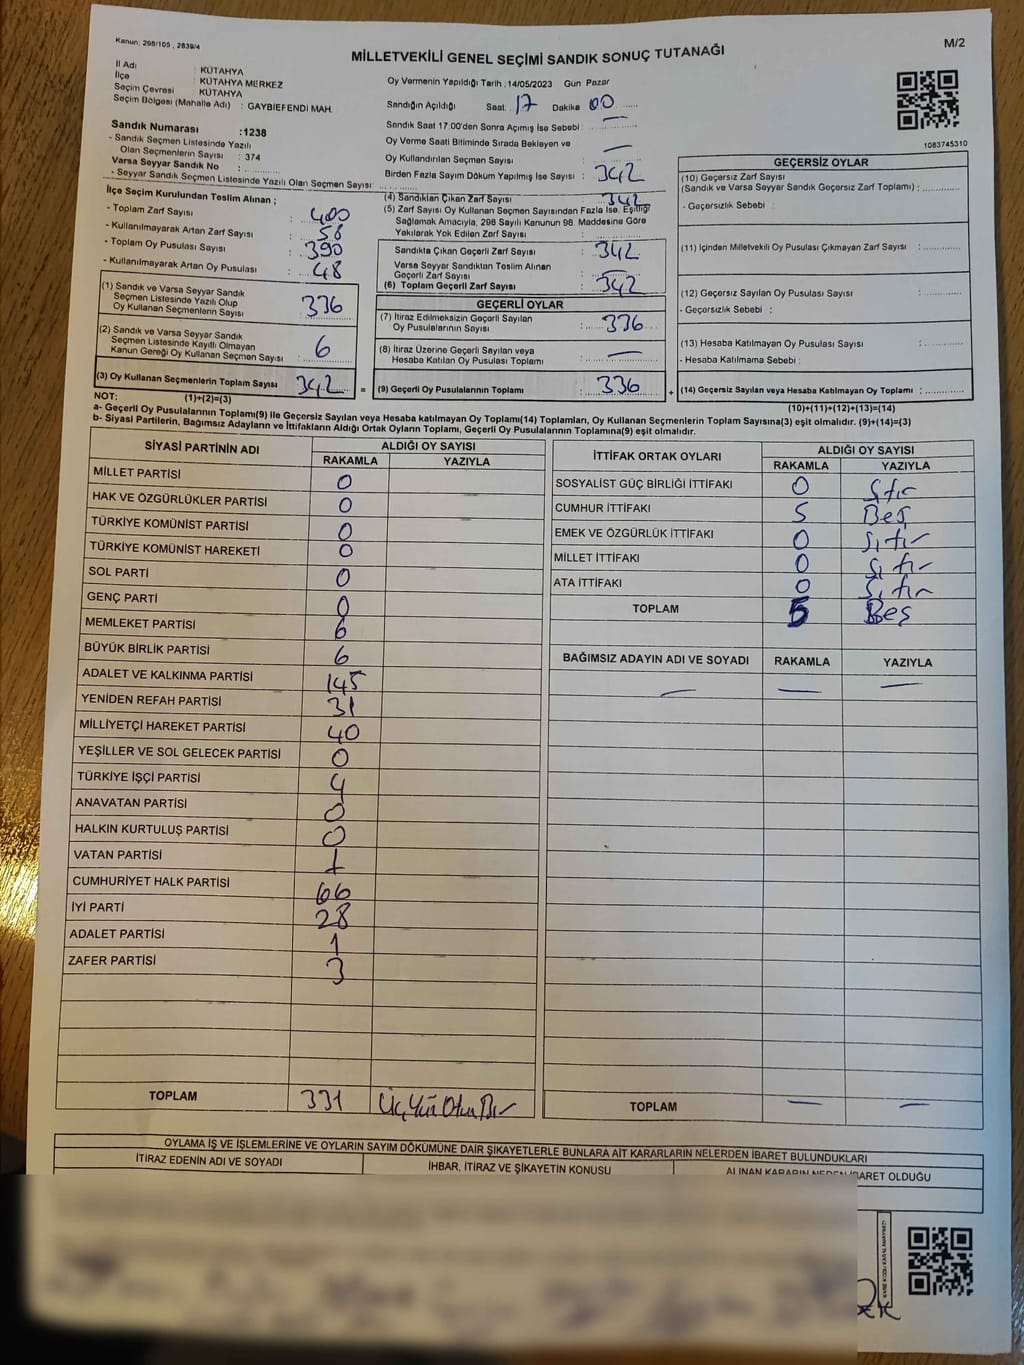 Kanun, 298/105 , 2839/4
M/2
MİLLETVEKİLİ GENEL SEÇİMİ SANDIK SONUÇ TUTANAĞI
İl Adı : KÜTAHYA
İlçe : KÜTAHYA MERKEZ
Seçim Çevresi : KÜTAHYA
Seçim Bölgesi (Mahalle Adı) : GAYBİEFENDİ MAH.
Oy Vermenin Yapıldığı Tarih : 14/05/2023 Gün Pazar
Sandığın Açıldığı Saat 17 Dakika 00
Sandık Saat 17.00'den Sonra Açımış İse Sebebi : —
Oy Verme Saati Bitiminde Sırada Bekleyen ve
Oy Kullandırılan Seçmen Sayısı : —
Birden Fazla Sayım Döküm Yapılmış İse Sayısı : 342
Sandık Numarası : 1238
- Sandık Seçmen Listesinde Yazılı
Olan Seçmenlerin Sayısı : 374
Varsa Seyyar Sandık No :
- Seyyar Sandık Seçmen Listesinde Yazılı Olan Seçmen Sayısı:
1083745310
İlçe Seçim Kurulundan Teslim Alınan ;
- Toplam Zarf Sayısı : 400
- Kullanılmayarak Artan Zarf Sayısı : 58
- Toplam Oy Pusulası Sayısı : 390
- Kullanılmayarak Artan Oy Pusulası : 48
(1) Sandık ve Varsa Seyyar Sandık
Seçmen Listesinde Yazılı Olup
Oy Kullanan Seçmenlerin Sayısı : 336
(2) Sandık ve Varsa Seyyar Sandık
Seçmen Listesinde Kayıtlı Olmayan
Kanun Gereği Oy Kullanan Seçmen Sayısı : 6
(3) Oy Kullanan Seçmenlerin Toplam Sayısı 342 =
(4) Sandıktan Çıkan Zarf Sayısı : 342
(5) Zarf Sayısı Oy Kullanan Seçmen Sayısından Fazla İse, Eşitliği
Sağlamak Amacıyla, 298 Sayılı Kanunun 98. Maddesine Göre
Yakılarak Yok Edilen Zarf Sayısı :
Sandıkta Çıkan Geçerli Zarf Sayısı : 342
Varsa Seyyar Sandıktan Teslim Alınan
Geçerli Zarf Sayısı : —
(6) Toplam Geçerli Zarf Sayısı : 342
GEÇERLİ OYLAR
(7) İtiraz Edilmeksizin Geçerli Sayılan
Oy Pusulalarının Sayısı : 336
(8) İtiraz Üzerine Geçerli Sayılan veya
Hesaba Katılan Oy Pusulası Toplamı : —
(9) Geçerli Oy Pusulalarının Toplamı : 336 +
GEÇERSİZ OYLAR
(10) Geçersiz Zarf Sayısı
(Sandık ve Varsa Seyyar Sandık Geçersiz Zarf Toplamı) :
- Geçersizlik Sebebi :
(11) İçinden Milletvekili Oy Pusulası Çıkmayan Zarf Sayısı :
(12) Geçersiz Sayılan Oy Pusulası Sayısı :
- Geçersizlik Sebebi :
(13) Hesaba Katılmayan Oy Pusulası Sayısı :
- Hesaba Katılmama Sebebi :
(14) Geçersiz Sayılan veya Hesaba Katılmayan Oy Toplamı :
NOT: (1)+(2)=(3)
(10)+(11)+(12)+(13)=(14)
a- Geçerli Oy Pusulalarının Toplamı(9) ile Geçersiz Sayılan veya Hesaba katılmayan Oy Toplamı(14) Toplamları, Oy Kullanan Seçmenlerin Toplam Sayısına(3) eşit olmalıdır. (9)+(14)=(3)
b- Siyasi Partilerin, Bağımsız Adayların ve İttifakların Aldığı Ortak Oyların Toplamı, Geçerli Oy Pusulalarının Toplamına(9) eşit olmalıdır.
SİYASİ PARTİNİN ADI ALDIĞI OY SAYISI
RAKAMLA YAZIYLA
MİLLET PARTİSİ 0
HAK VE ÖZGÜRLÜKLER PARTİSİ 0
TÜRKİYE KOMÜNİST PARTİSİ 0
TÜRKİYE KOMÜNİST HAREKETİ 0
SOL PARTİ 0
GENÇ PARTİ 0
MEMLEKET PARTİSİ 6
BÜYÜK BİRLİK PARTİSİ 6
ADALET VE KALKINMA PARTİSİ 145
YENİDEN REFAH PARTİSİ 31
MİLLİYETÇİ HAREKET PARTİSİ 40
YEŞİLLER VE SOL GELECEK PARTİSİ 0
TÜRKİYE İŞÇİ PARTİSİ 4
ANAVATAN PARTİSİ 0
HALKIN KURTULUŞ PARTİSİ 0
VATAN PARTİSİ 1
CUMHURİYET HALK PARTİSİ 66
İYİ PARTİ 28
ADALET PARTİSİ 1
ZAFER PARTİSİ 3
TOPLAM 331 Üç Yüz Otuz Bir
İTTİFAK ORTAK OYLARI ALDIĞI OY SAYISI
RAKAMLA YAZIYLA
SOSYALİST GÜÇ BİRLİĞİ İTTİFAKI 0 Sıfır
CUMHUR İTTİFAKI 5 Beş
EMEK VE ÖZGÜRLÜK İTTİFAKI 0 Sıfır
MİLLET İTTİFAKI 0 Sıfır
ATA İTTİFAKI 0 Sıfır
TOPLAM 5 Beş
BAĞIMSIZ ADAYIN ADI VE SOYADI RAKAMLA YAZIYLA
— — —
TOPLAM — —
OYLAMA İŞ VE İŞLEMLERİNE VE OYLARIN SAYIM DÖKÜMÜNE DAİR ŞİKAYETLERLE BUNLARA AİT KARARLARIN NELERDEN İBARET BULUNDUKLARI
İTİRAZ EDENİN ADI VE SOYADI İHBAR, İTİRAZ VE ŞİKAYETİN KONUSU ALINAN KARARIN NEDEN İBARET OLDUĞU